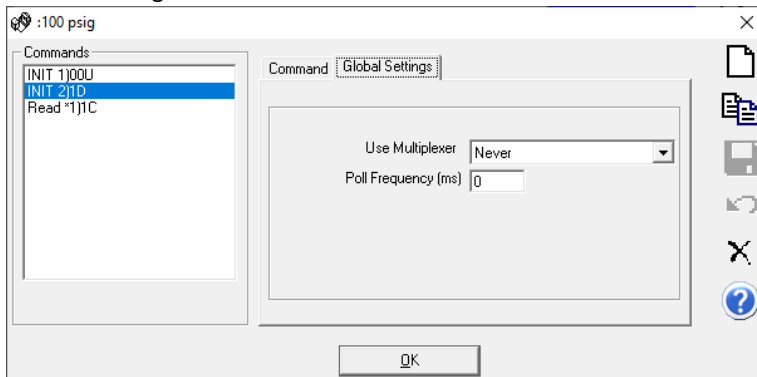 :100 psig
Commands
INIT 1)00U
INIT 2)1D
Read *1)1C
Command
Global Settings
Use Multiplexer
Never
Poll Frequency (ms)
0
OK